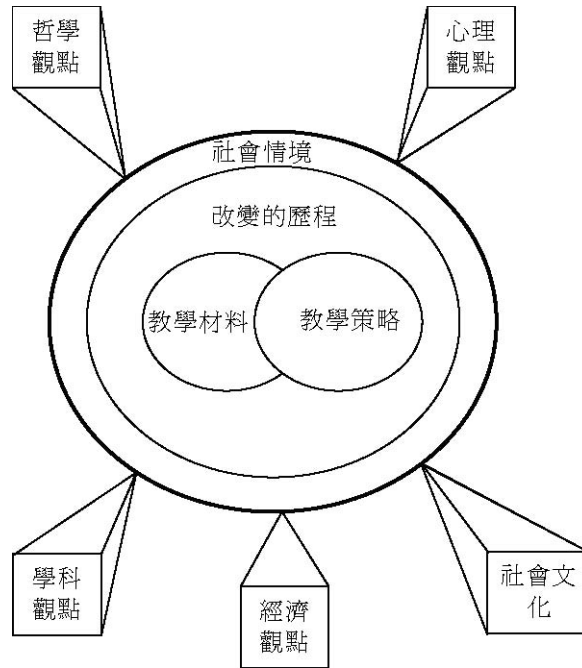 哲學
觀點
心理
觀點
社會情境
改變的歷程
教學材料
教學策略
學科
觀點
經濟
觀點
社會文
化